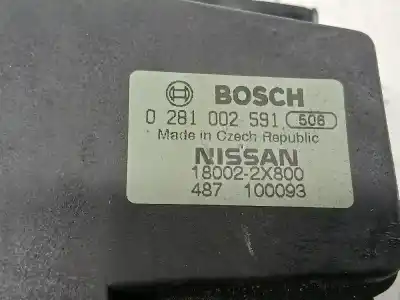 BOSCH
0 281 002 591 506
Made in Czech Republic
NISSAN
18002-2X800
487 100093